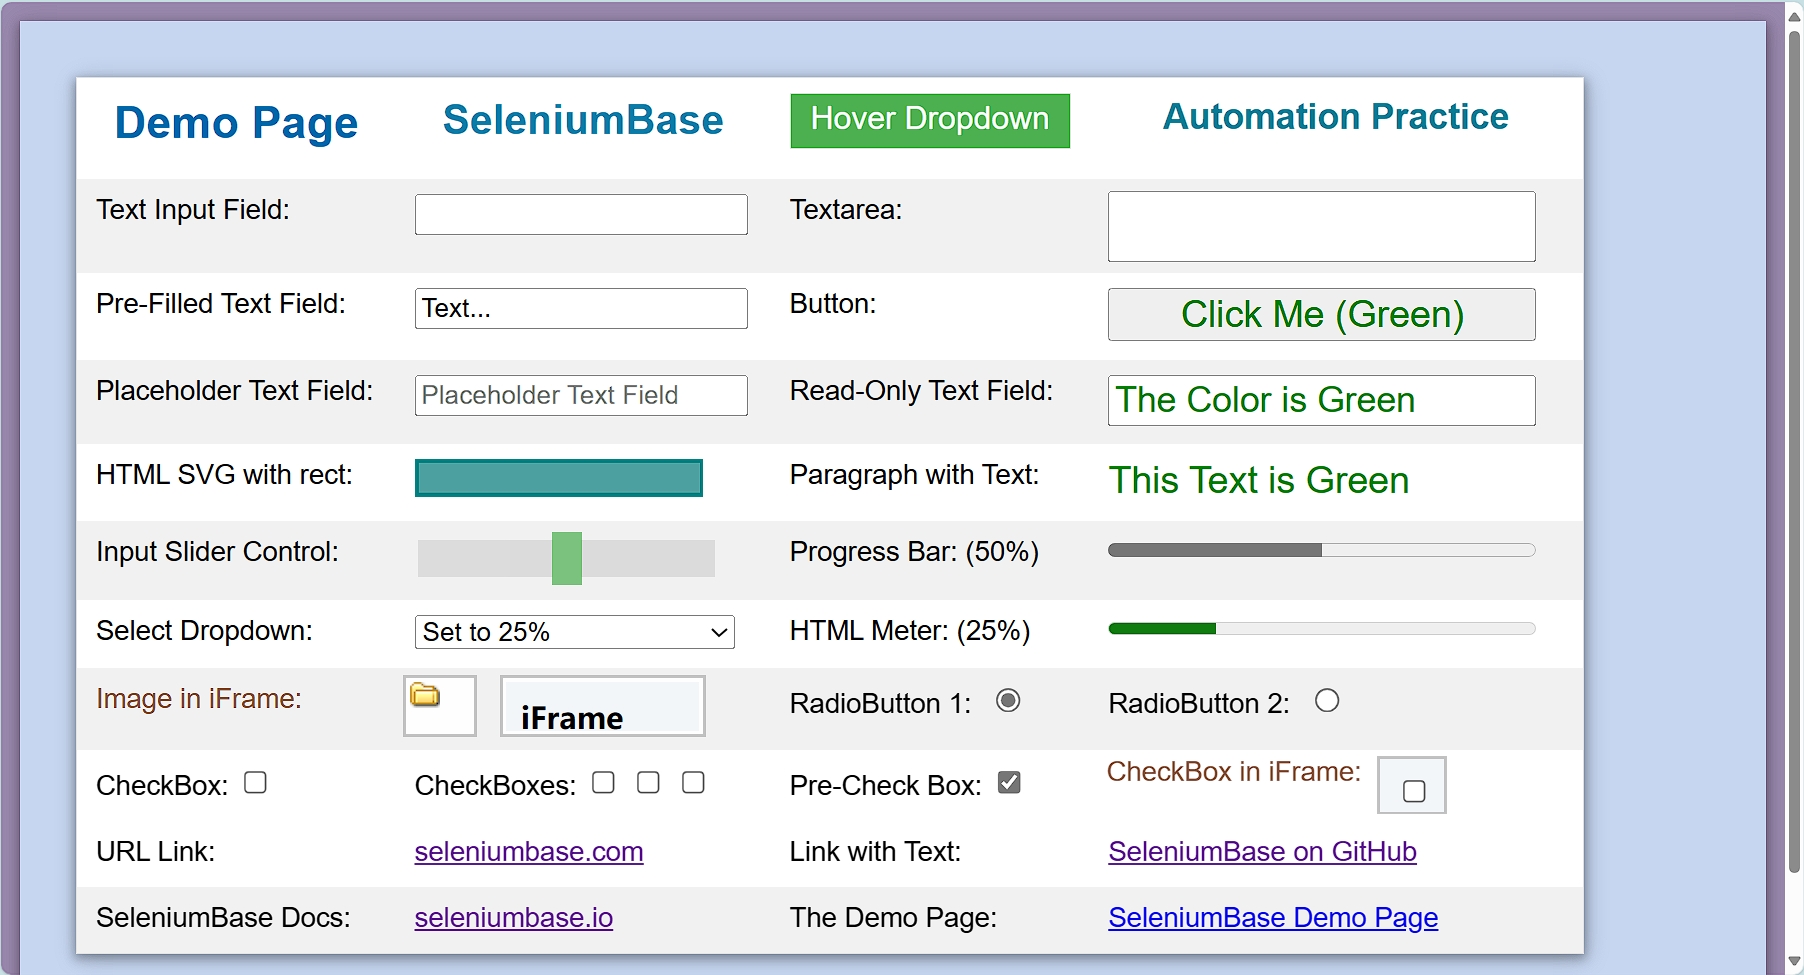 Demo Page SeleniumBase Hover Dropdown Automation Practice
Text Input Field: Textarea:
Pre-Filled Text Field: Text... Button: Click Me (Green)
Placeholder Text Field: Placeholder Text Field Read-Only Text Field: The Color is Green
HTML SVG with rect: Paragraph with Text: This Text is Green
Input Slider Control: Progress Bar: (50%)
Select Dropdown: Set to 25% HTML Meter: (25%)
Image in iFrame: iFrame RadioButton 1: RadioButton 2:
CheckBox: CheckBoxes: Pre-Check Box: CheckBox in iFrame:
URL Link: seleniumbase.com Link with Text: SeleniumBase on GitHub
SeleniumBase Docs: seleniumbase.io The Demo Page: SeleniumBase Demo Page